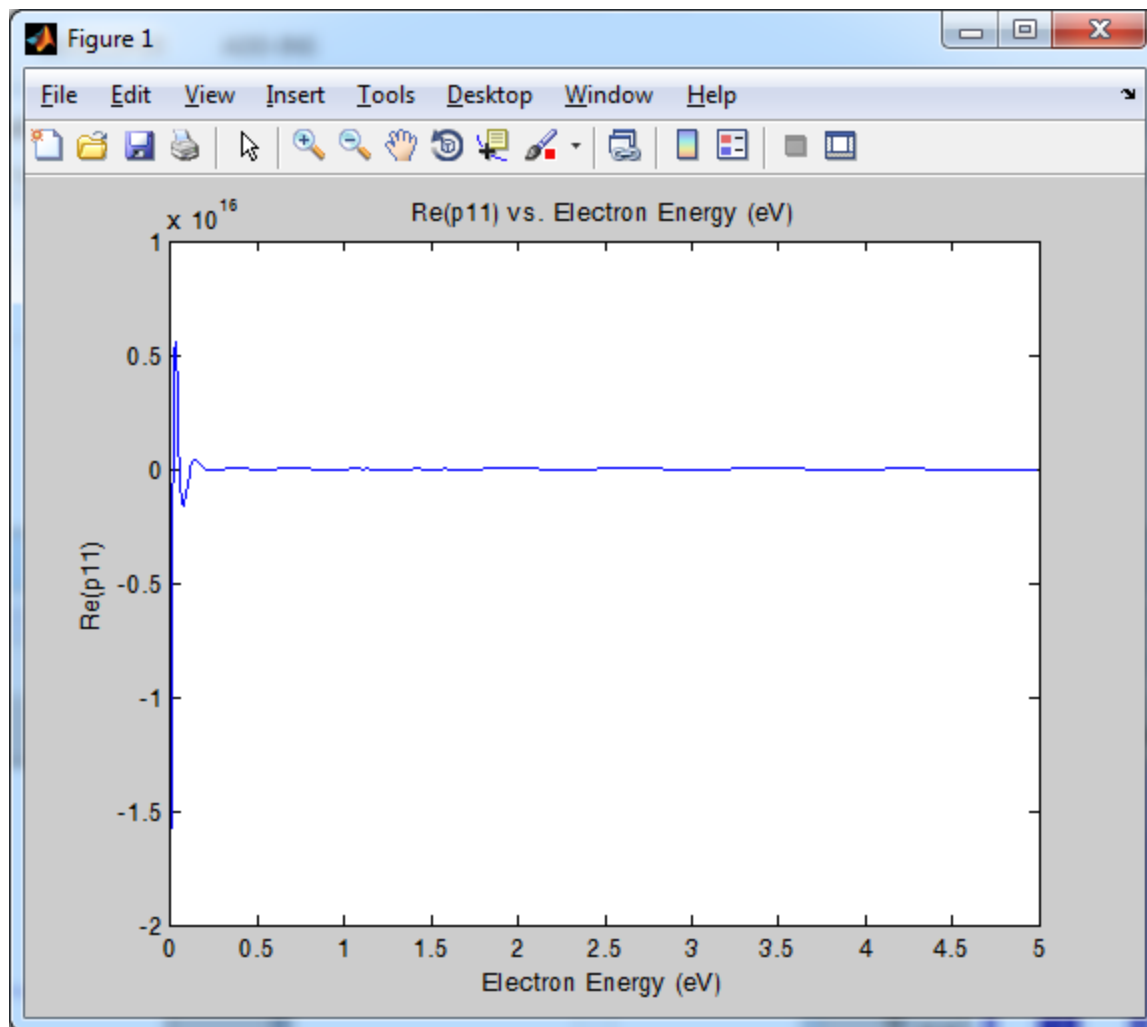 Figure 1
File Edit View Insert Tools Desktop Window Help
x 10^16
Re(p11) vs. Electron Energy (eV)
1
0.5
0
-0.5
-1
-1.5
-2
Re(p11)
0 0.5 1 1.5 2 2.5 3 3.5 4 4.5 5
Electron Energy (eV)